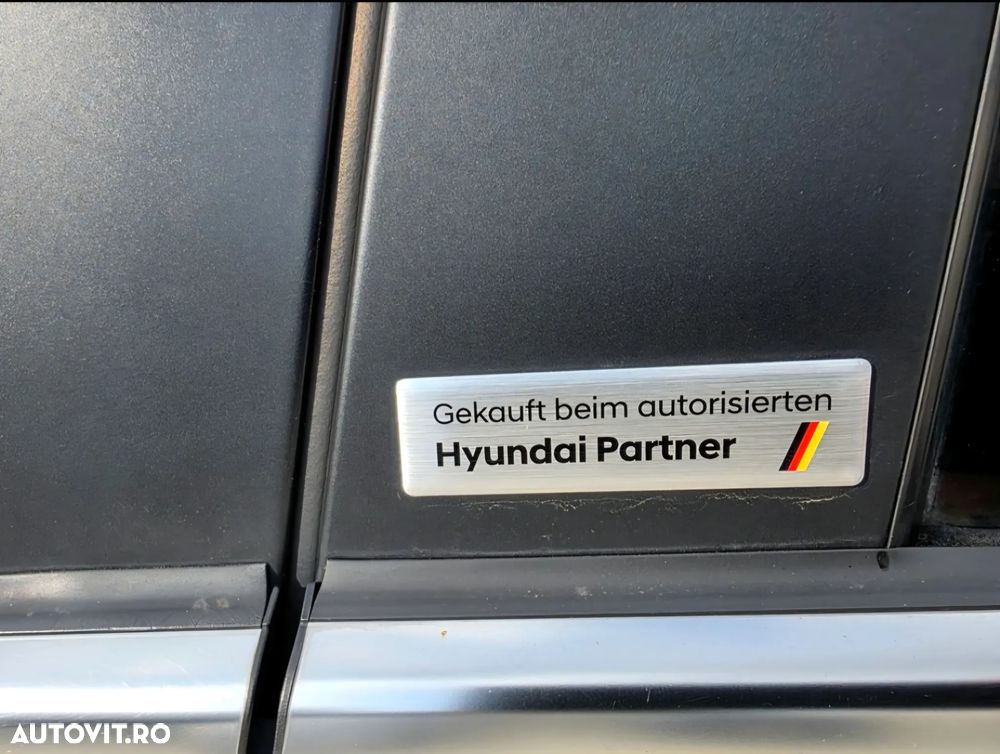 Gekauft beim autorisierten
Hyundai Partner
AUTOVIT.RO